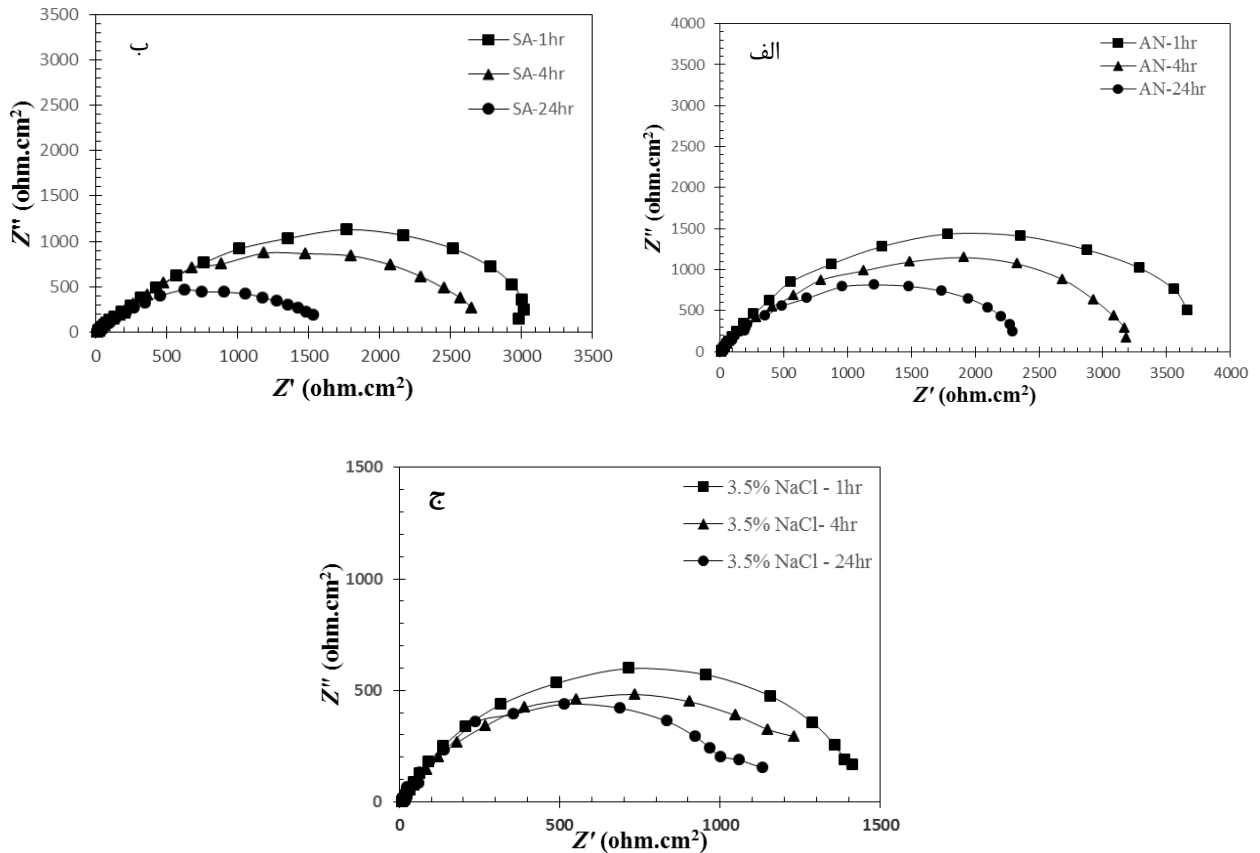 ب
SA-1hr
SA-4hr
SA-24hr
3500
3000
2500
2000
1500
1000
500
0
0 500 1000 1500 2000 2500 3000 3500
Z'' (ohm.cm²)
Z' (ohm.cm²)
الف
AN-1hr
AN-4hr
AN-24hr
4000
3500
3000
2500
2000
1500
1000
500
0
0 500 1000 1500 2000 2500 3000 3500 4000
Z'' (ohm.cm²)
Z' (ohm.cm²)
ج
3.5% NaCl - 1hr
3.5% NaCl- 4hr
3.5% NaCl - 24hr
1500
1000
500
0
0 500 1000 1500
Z'' (ohm.cm²)
Z' (ohm.cm²)